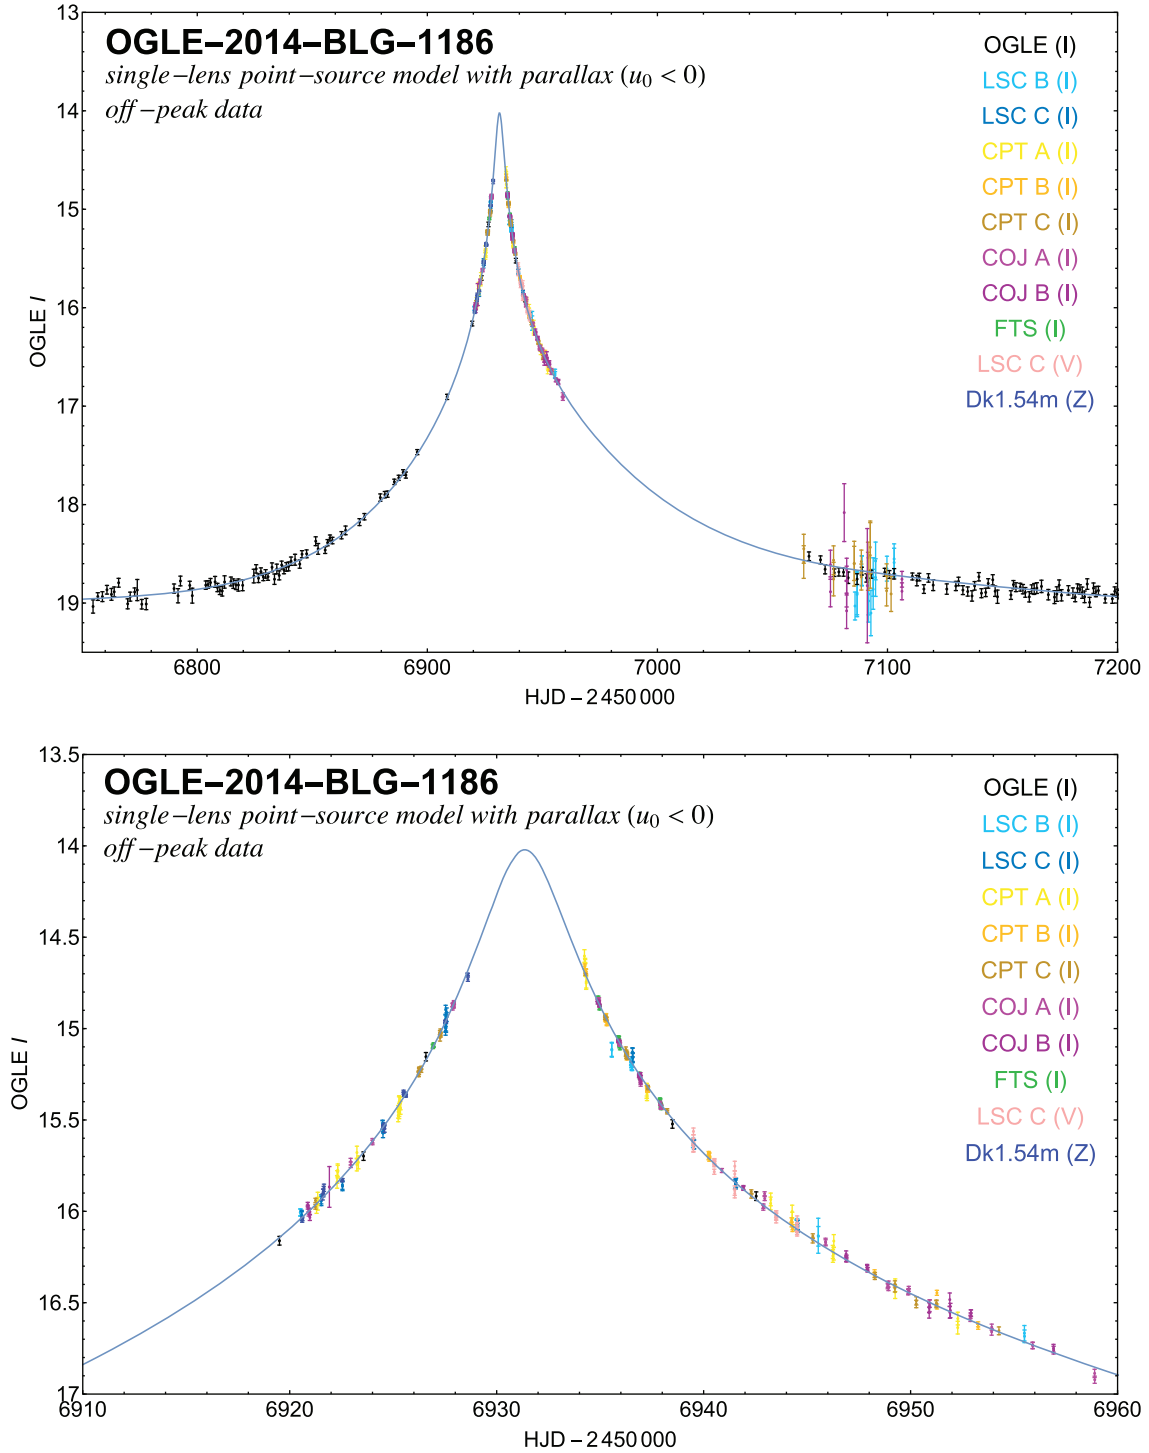 OGLE–2014–BLG–1186
single–lens point–source model with parallax (u0 < 0)
off–peak data
OGLE (I)
LSC B (I)
LSC C (I)
CPT A (I)
CPT B (I)
CPT C (I)
COJ A (I)
COJ B (I)
FTS (I)
LSC C (V)
Dk1.54m (Z)
13
14
15
16
17
18
19
OGLE I
6800
6900
7000
7100
7200
HJD – 2 450 000
OGLE–2014–BLG–1186
single–lens point–source model with parallax (u0 < 0)
off–peak data
OGLE (I)
LSC B (I)
LSC C (I)
CPT A (I)
CPT B (I)
CPT C (I)
COJ A (I)
COJ B (I)
FTS (I)
LSC C (V)
Dk1.54m (Z)
13.5
14
14.5
15
15.5
16
16.5
17
OGLE I
6910
6920
6930
6940
6950
6960
HJD – 2 450 000